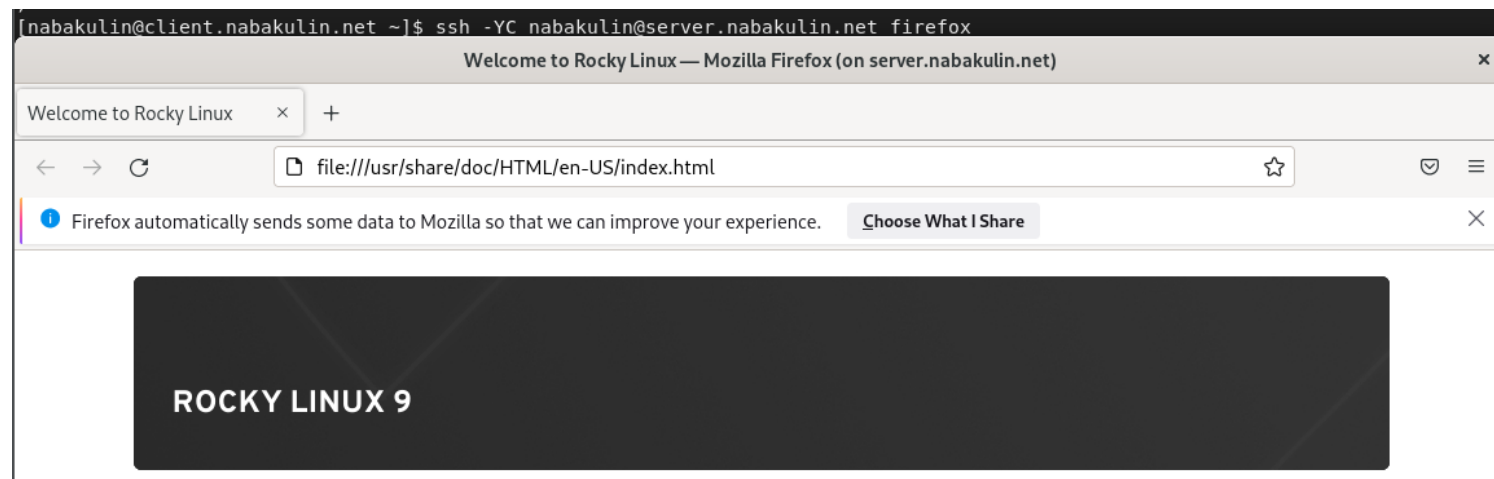 [nabakulin@client.nabakulin.net ~]$ ssh -YC nabakulin@server.nabakulin.net firefox
Welcome to Rocky Linux — Mozilla Firefox (on server.nabakulin.net)
Welcome to Rocky Linux
file:///usr/share/doc/HTML/en-US/index.html
Firefox automatically sends some data to Mozilla so that we can improve your experience. Choose What I Share
ROCKY LINUX 9